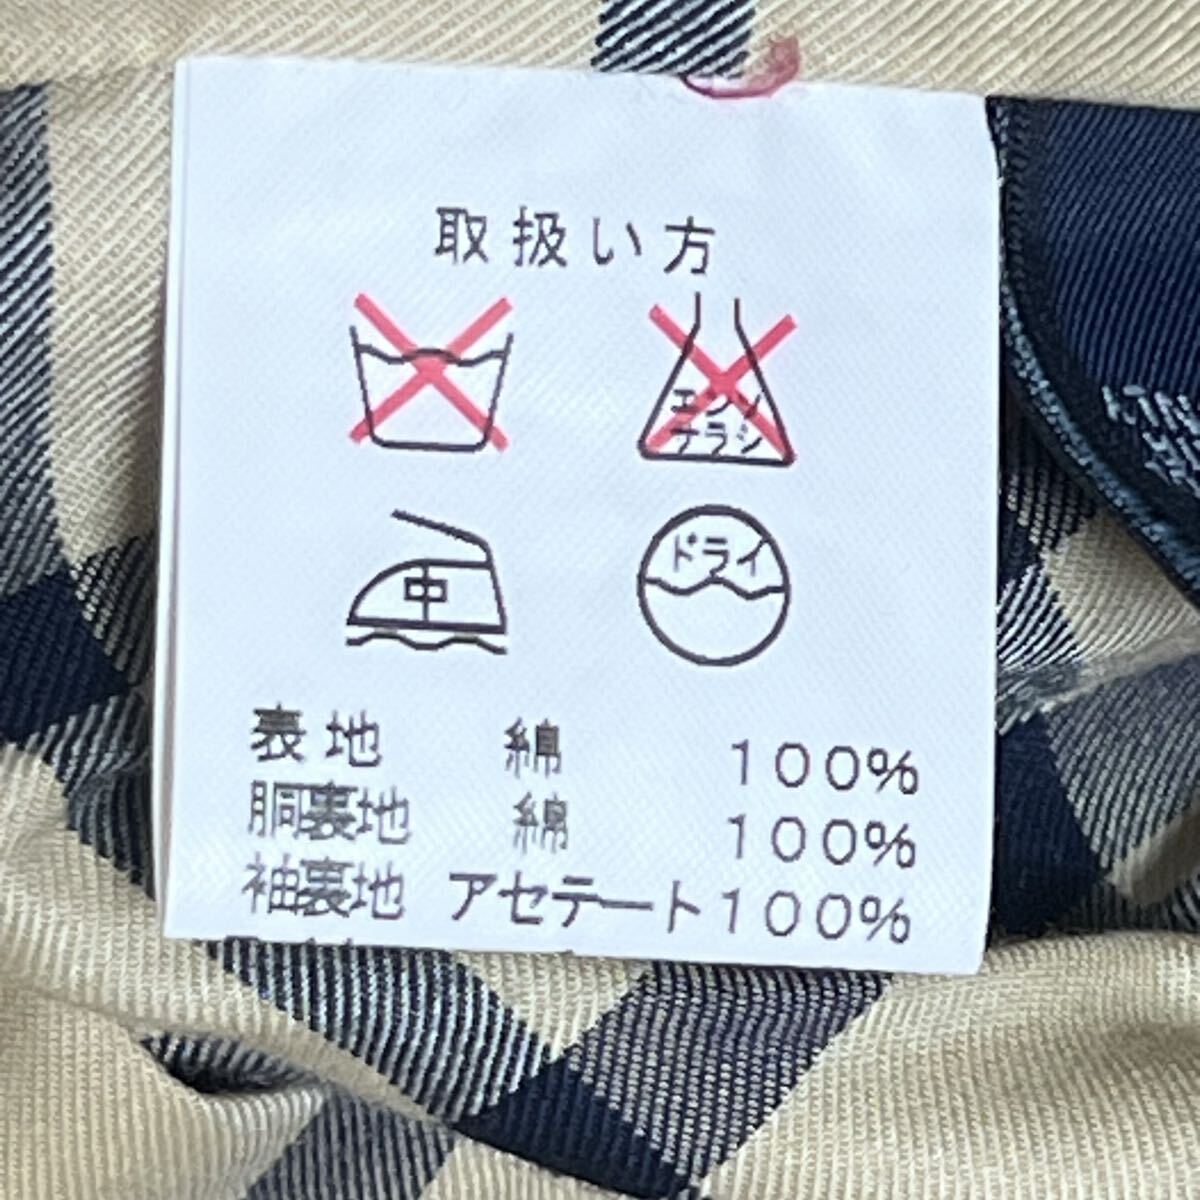 取扱い方
エンソ
サラシ
中
ドライ
表地 綿 100%
胴裏地 綿 100%
袖裏地 アセテート100%